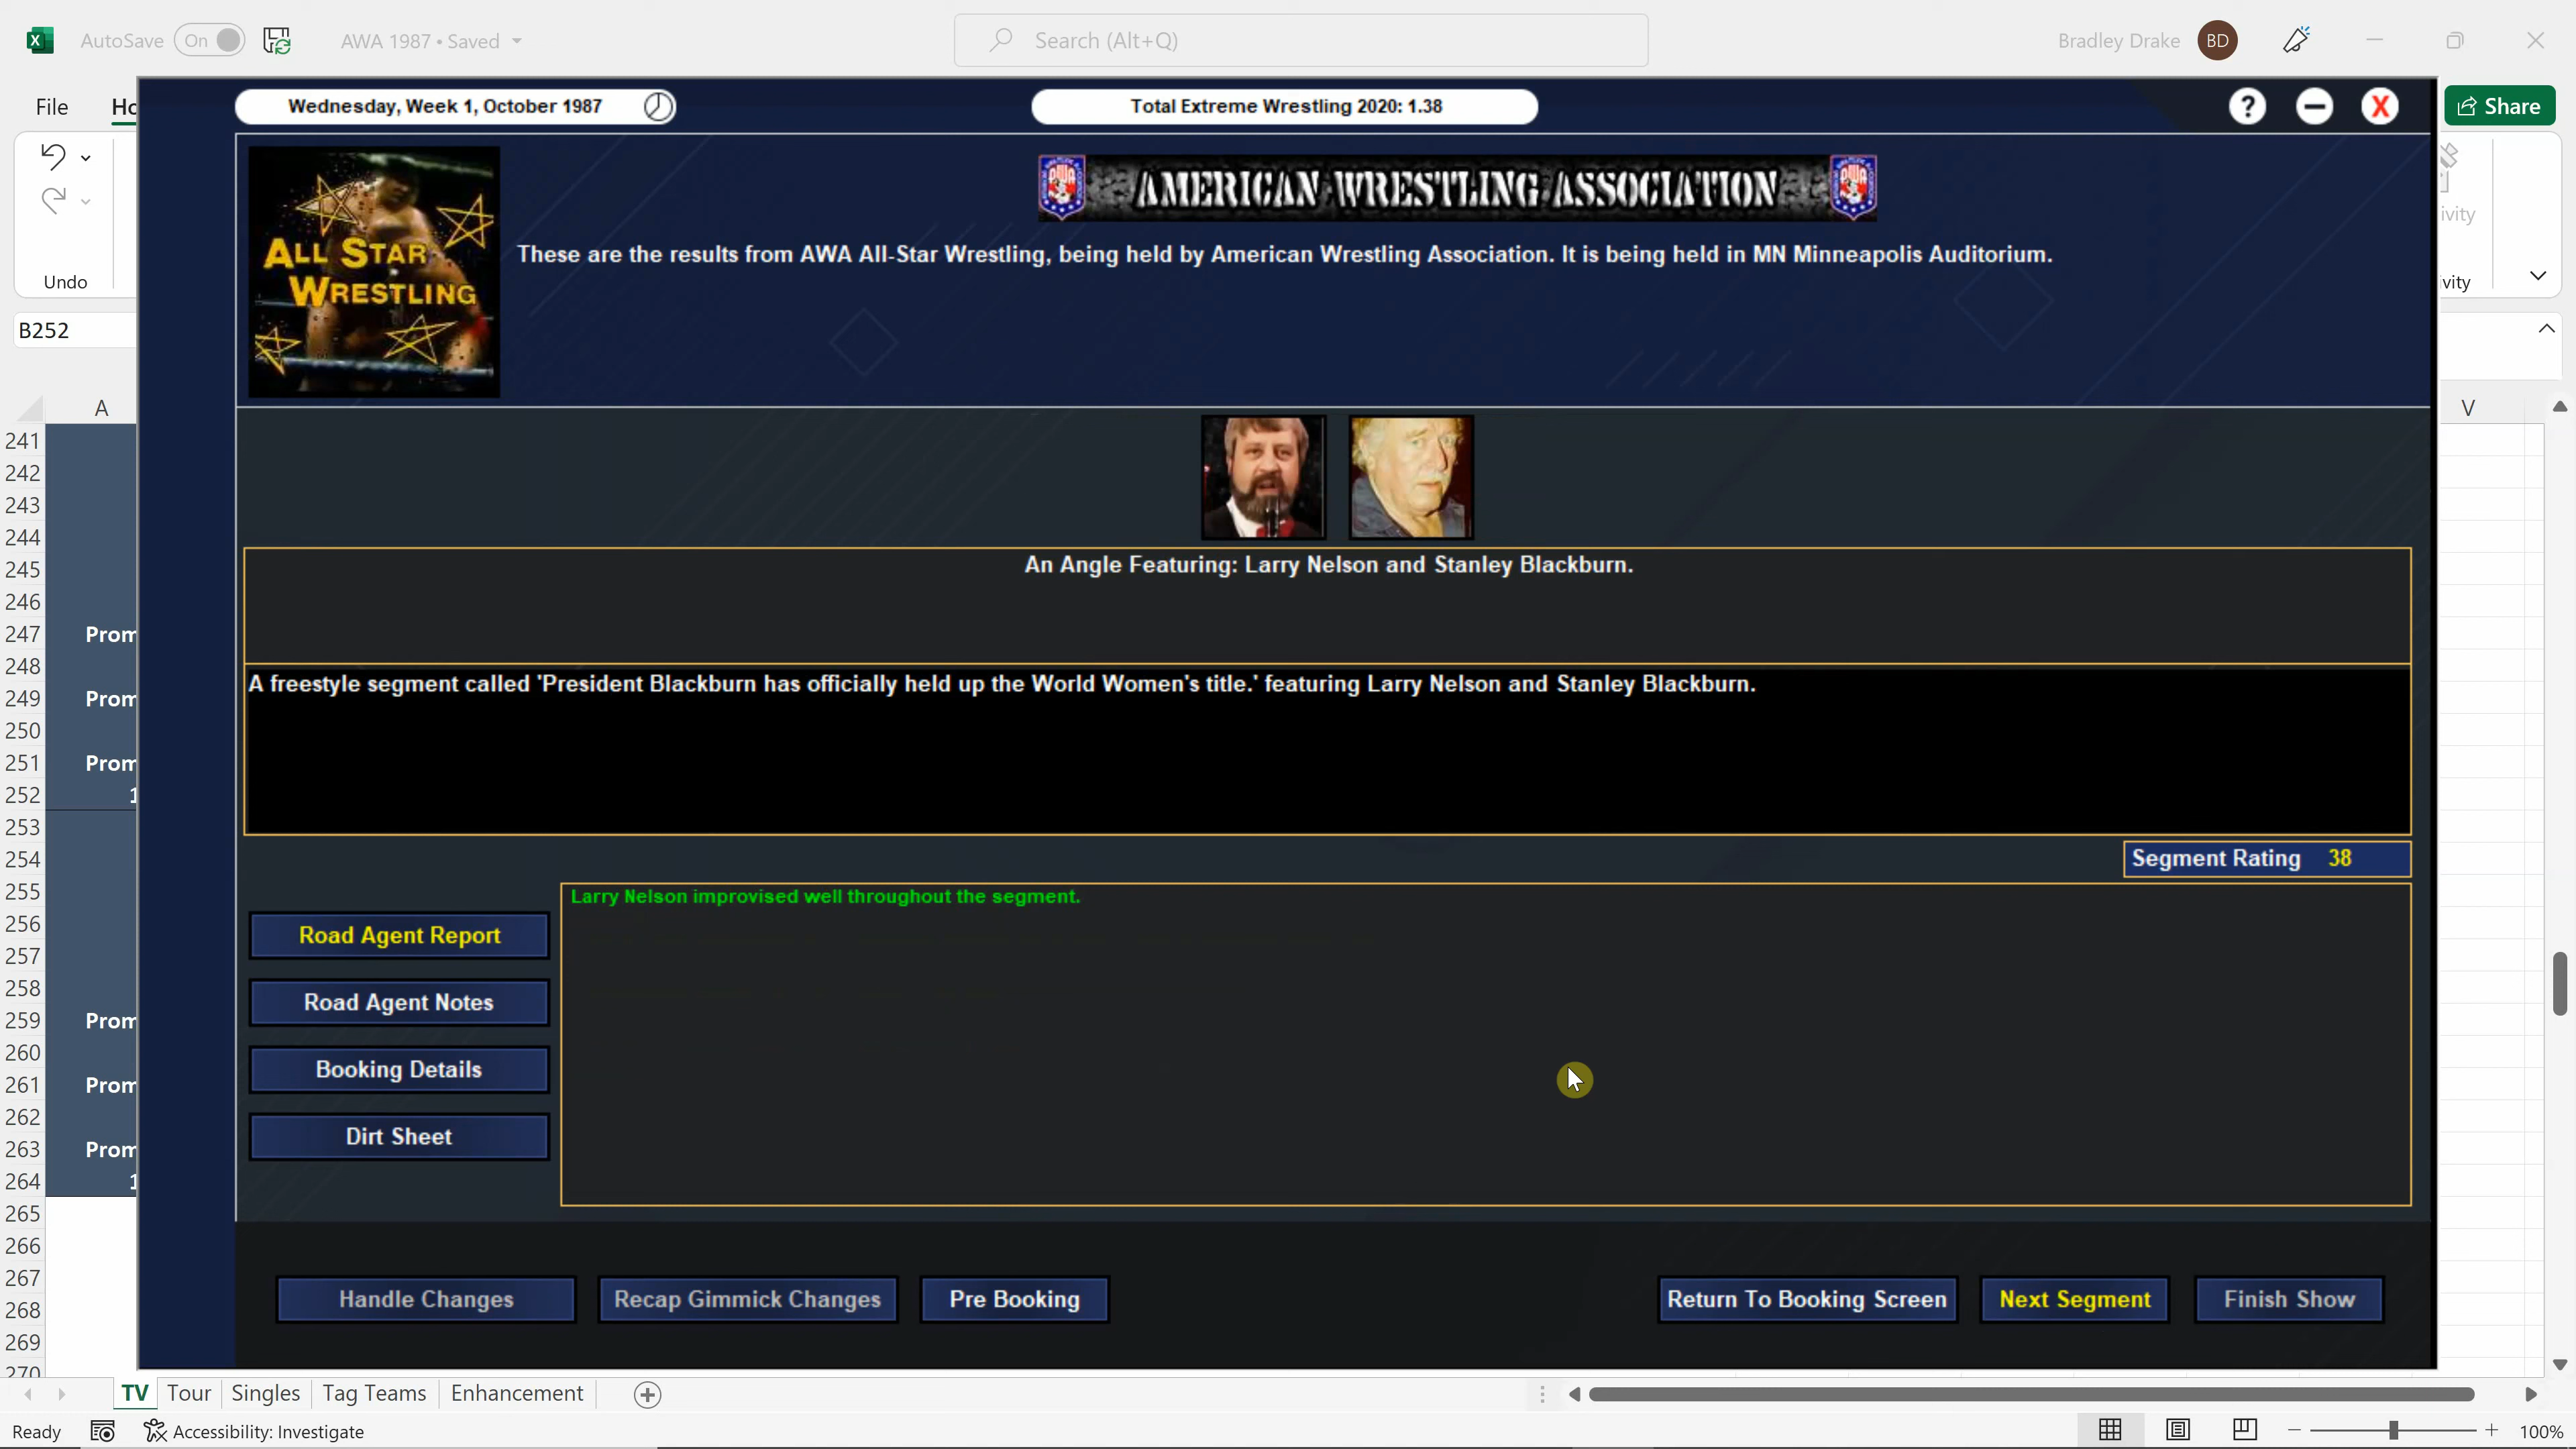 AutoSave On AWA 1987 • Saved Search (Alt+Q) Bradley Drake BD
File Share
Wednesday, Week 1, October 1987 Total Extreme Wrestling 2020: 1.38 ? X
AMERICAN WRESTLING ASSOCIATION
ALL STAR WRESTLING
These are the results from AWA All-Star Wrestling, being held by American Wrestling Association. It is being held in MN Minneapolis Auditorium.
Undo
B252
A V
241
242
243
244
245
246
247 Prom
248
249 Prom
250
251 Prom
252 1
253
254
255
256
257
258
259 Prom
260
261 Prom
262
263 Prom
264 1
265
266
267
268
269
270
An Angle Featuring: Larry Nelson and Stanley Blackburn.
A freestyle segment called 'President Blackburn has officially held up the World Women's title.' featuring Larry Nelson and Stanley Blackburn.
Segment Rating 38
Larry Nelson improvised well throughout the segment.
Road Agent Report
Road Agent Notes
Booking Details
Dirt Sheet
Handle Changes Recap Gimmick Changes Pre Booking Return To Booking Screen Next Segment Finish Show
TV Tour Singles Tag Teams Enhancement
Ready Accessibility: Investigate 100%